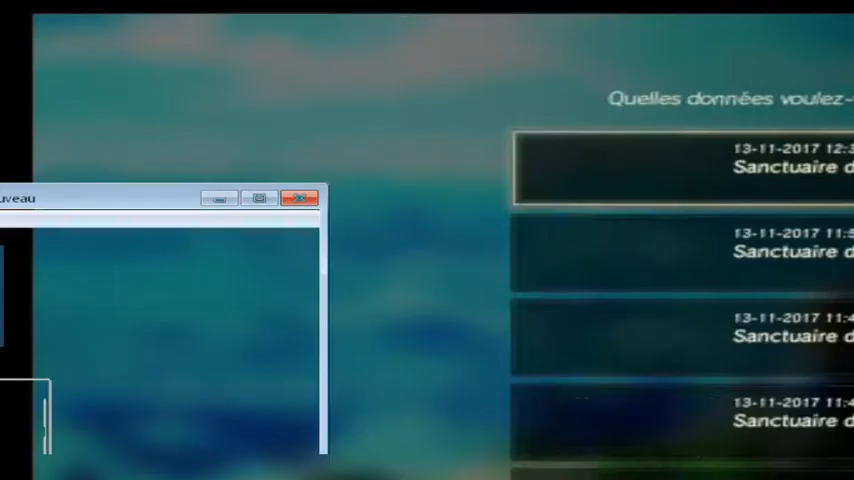 Quelles données voulez-
13-11-2017 12:3
Sanctuaire d
uveau
13-11-2017 11:5
Sanctuaire d
13-11-2017 11:4
Sanctuaire d
13-11-2017 11:4
Sanctuaire d